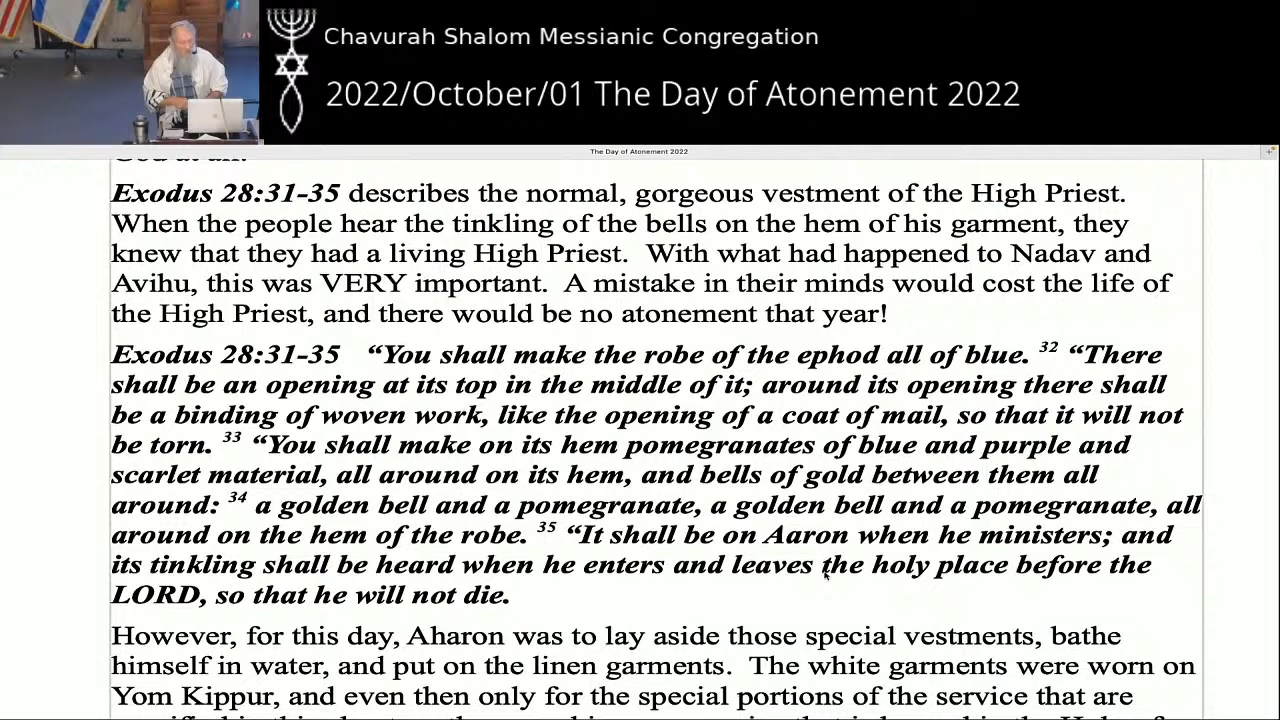 Chavurah Shalom Messianic Congregation
2022/October/01 The Day of Atonement 2022
The Day of Atonement 2022
God at all.
Exodus 28:31-35 describes the normal, gorgeous vestment of the High Priest.
When the people hear the tinkling of the bells on the hem of his garment, they
knew that they had a living High Priest.  With what had happened to Nadav and
Avihu, this was VERY important.  A mistake in their minds would cost the life of
the High Priest, and there would be no atonement that year!
Exodus 28:31-35   “You shall make the robe of the ephod all of blue. 32 “There
shall be an opening at its top in the middle of it; around its opening there shall
be a binding of woven work, like the opening of a coat of mail, so that it will not
be torn. 33 “You shall make on its hem pomegranates of blue and purple and
scarlet material, all around on its hem, and bells of gold between them all
around: 34 a golden bell and a pomegranate, a golden bell and a pomegranate, all
around on the hem of the robe. 35 “It shall be on Aaron when he ministers; and
its tinkling shall be heard when he enters and leaves the holy place before the
LORD, so that he will not die.
However, for this day, Aharon was to lay aside those special vestments, bathe
himself in water, and put on the linen garments.  The white garments were worn on
Yom Kippur, and even then only for the special portions of the service that are